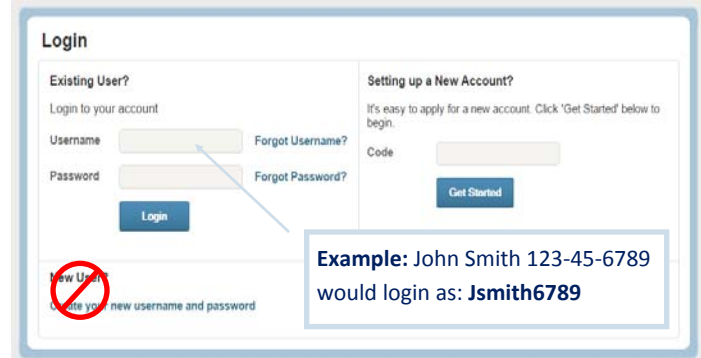 Login
Existing User?
Login to your account
Username
Forgot Username?
Password
Forgot Password?
Login
Setting up a New Account?
It's easy to apply for a new account. Click 'Get Started' below to
begin.
Code
Get Started
Example: John Smith 123-45-6789
would login as: Jsmith6789
New User?
Create your new username and password